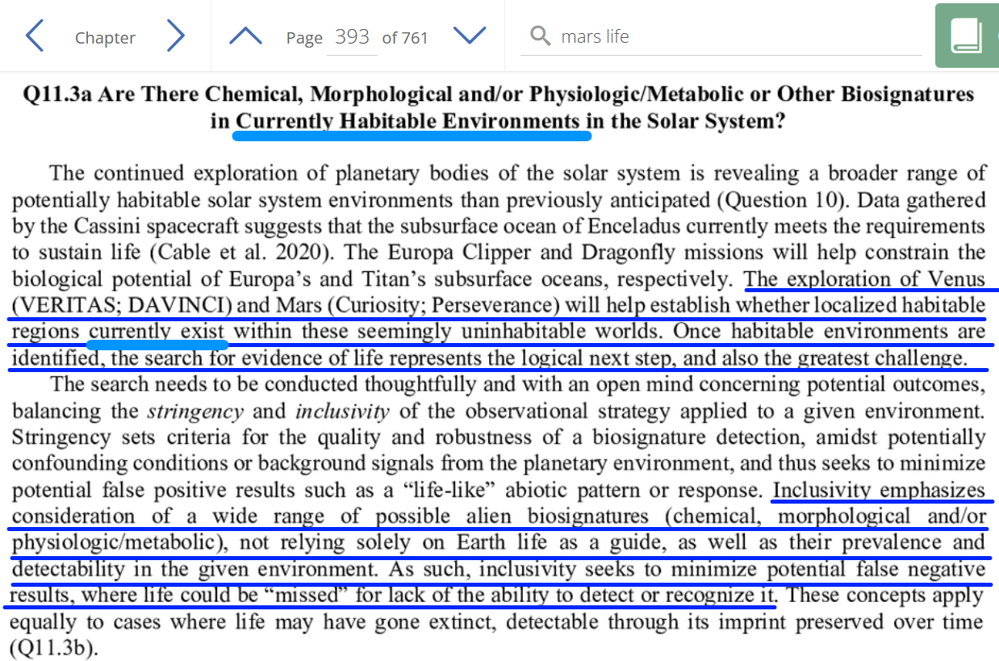 Chapter Page 393 of 761 mars life
Q11.3a Are There Chemical, Morphological and/or Physiologic/Metabolic or Other Biosignatures
in Currently Habitable Environments in the Solar System?
The continued exploration of planetary bodies of the solar system is revealing a broader range of
potentially habitable solar system environments than previously anticipated (Question 10). Data gathered
by the Cassini spacecraft suggests that the subsurface ocean of Enceladus currently meets the requirements
to sustain life (Cable et al. 2020). The Europa Clipper and Dragonfly missions will help constrain the
biological potential of Europa’s and Titan’s subsurface oceans, respectively. The exploration of Venus
(VERITAS; DAVINCI) and Mars (Curiosity; Perseverance) will help establish whether localized habitable
regions currently exist within these seemingly uninhabitable worlds. Once habitable environments are
identified, the search for evidence of life represents the logical next step, and also the greatest challenge.
The search needs to be conducted thoughtfully and with an open mind concerning potential outcomes,
balancing the stringency and inclusivity of the observational strategy applied to a given environment.
Stringency sets criteria for the quality and robustness of a biosignature detection, amidst potentially
confounding conditions or background signals from the planetary environment, and thus seeks to minimize
potential false positive results such as a “life-like” abiotic pattern or response. Inclusivity emphasizes
consideration of a wide range of possible alien biosignatures (chemical, morphological and/or
physiologic/metabolic), not relying solely on Earth life as a guide, as well as their prevalence and
detectability in the given environment. As such, inclusivity seeks to minimize potential false negative
results, where life could be “missed” for lack of the ability to detect or recognize it. These concepts apply
equally to cases where life may have gone extinct, detectable through its imprint preserved over time
(Q11.3b).